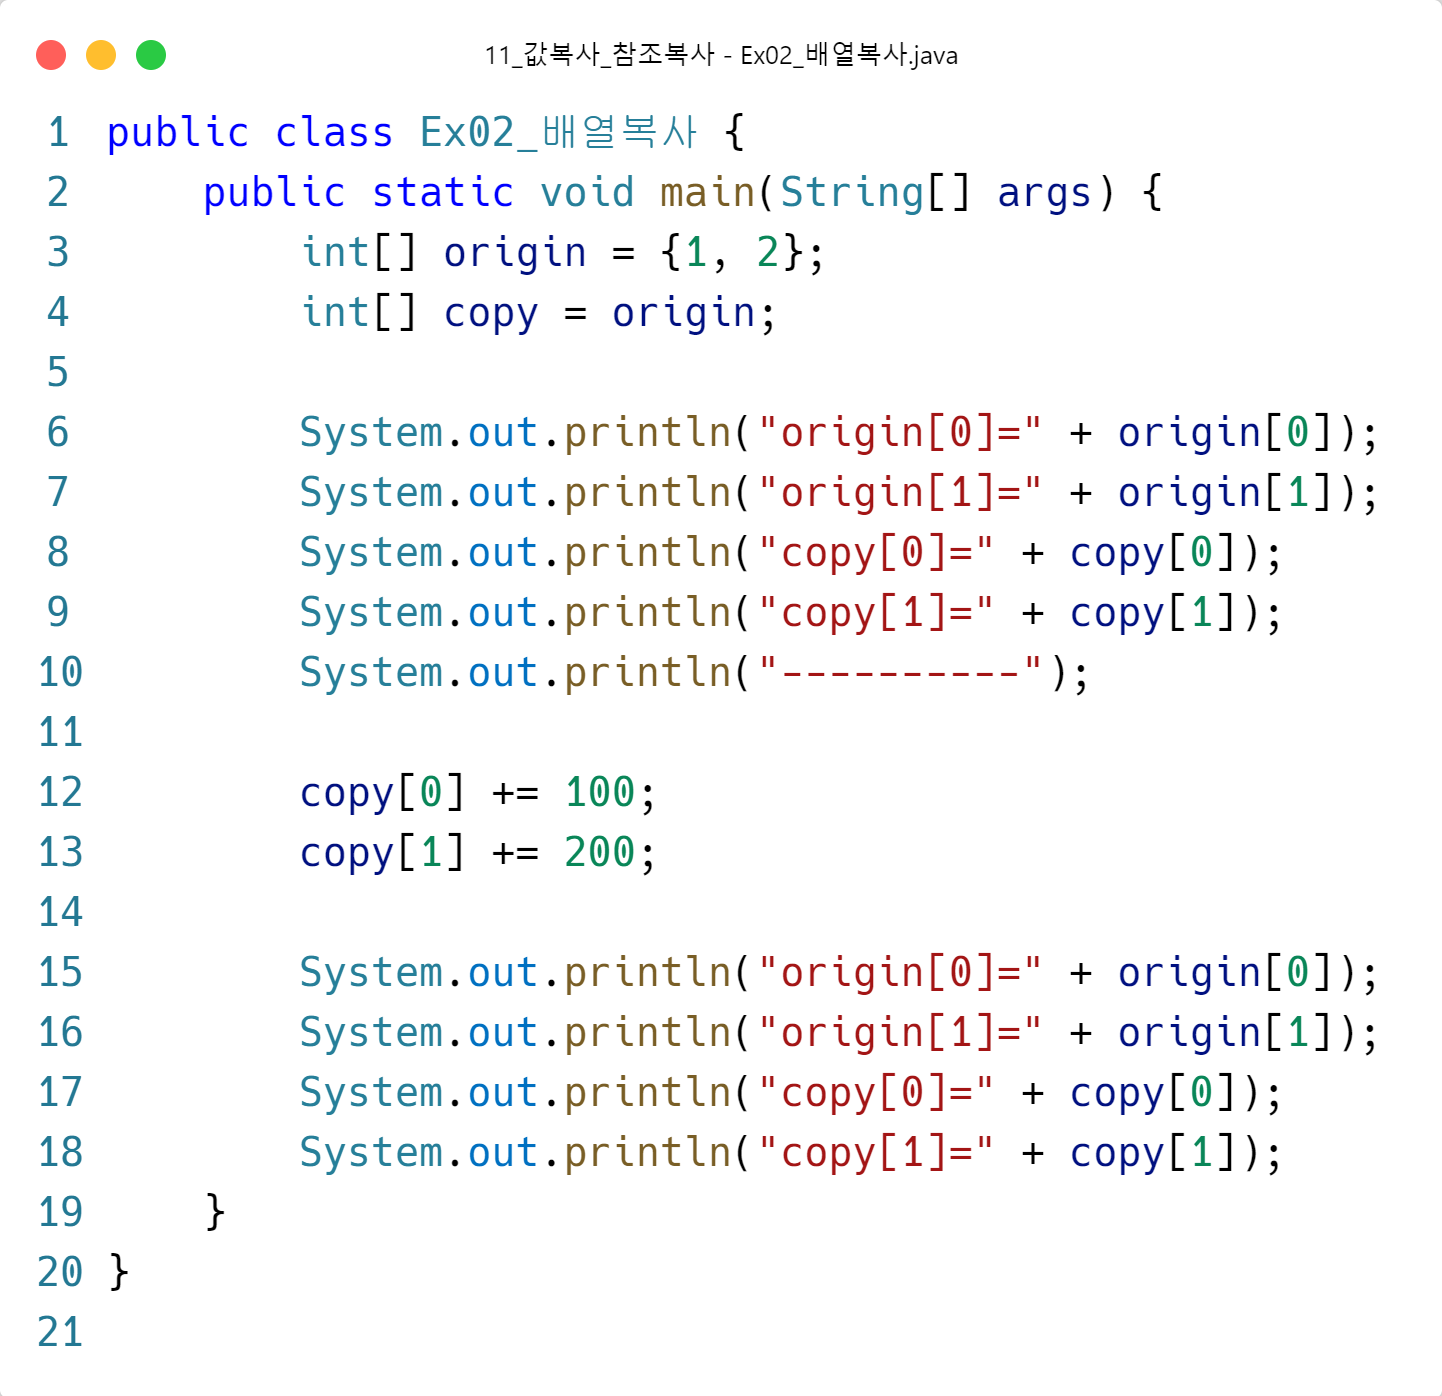 11_값복사_참조복사 - Ex02_배열복사.java
1 public class Ex02_배열복사 {
2     public static void main(String[] args) {
3         int[] origin = {1, 2};
4         int[] copy = origin;
5
6         System.out.println("origin[0]=" + origin[0]);
7         System.out.println("origin[1]=" + origin[1]);
8         System.out.println("copy[0]=" + copy[0]);
9         System.out.println("copy[1]=" + copy[1]);
10         System.out.println("----------");
11
12         copy[0] += 100;
13         copy[1] += 200;
14
15         System.out.println("origin[0]=" + origin[0]);
16         System.out.println("origin[1]=" + origin[1]);
17         System.out.println("copy[0]=" + copy[0]);
18         System.out.println("copy[1]=" + copy[1]);
19     }
20 }
21